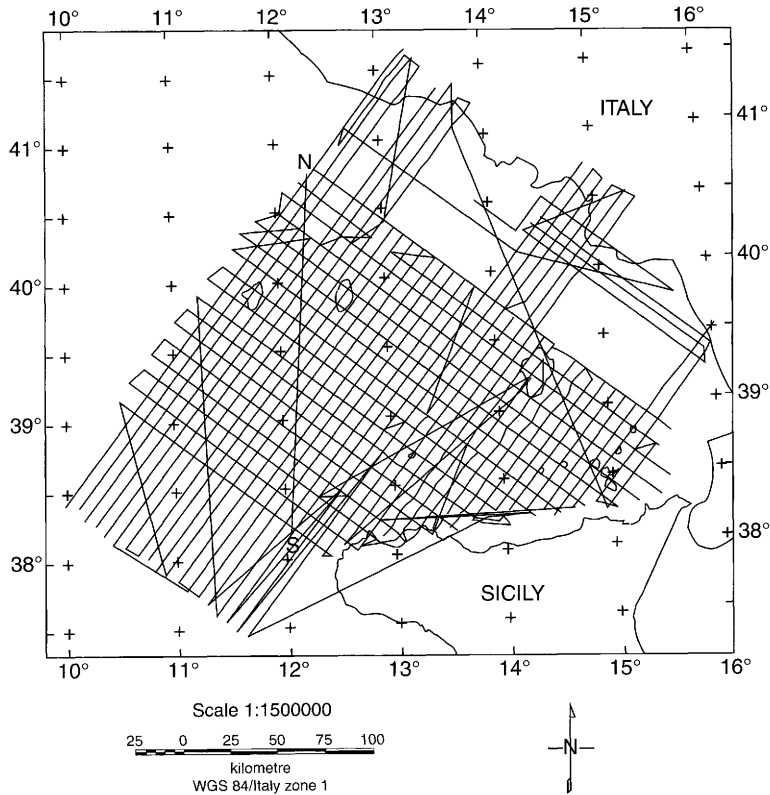 10° 11° 12° 13° 14° 15° 16°
ITALY
41° 41°
N
40° 40°
39° 39°
38° 38°
S
SICILY
10° 11° 12° 13° 14° 15° 16°
Scale 1:1500000
25 0 25 50 75 100
kilometre
WGS 84/Italy zone 1
N